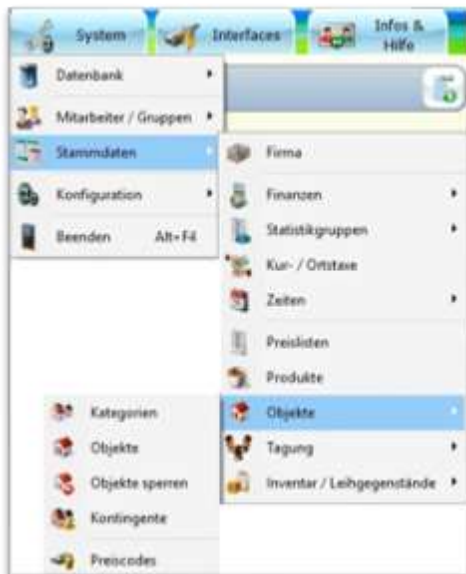 System
Interfaces
Infos &
Hilfe
Datenbank
Mitarbeiter / Gruppen
Stammdaten
Konfiguration
Beenden Alt+F4
Firma
Finanzen
Statistikgruppen
Kur- / Ortstaxe
Zeiten
Preislisten
Produkte
Objekte
Tagung
Inventar / Leihgegenstände
Kategorien
Objekte
Objekte sperren
Kontingente
Preiscodes